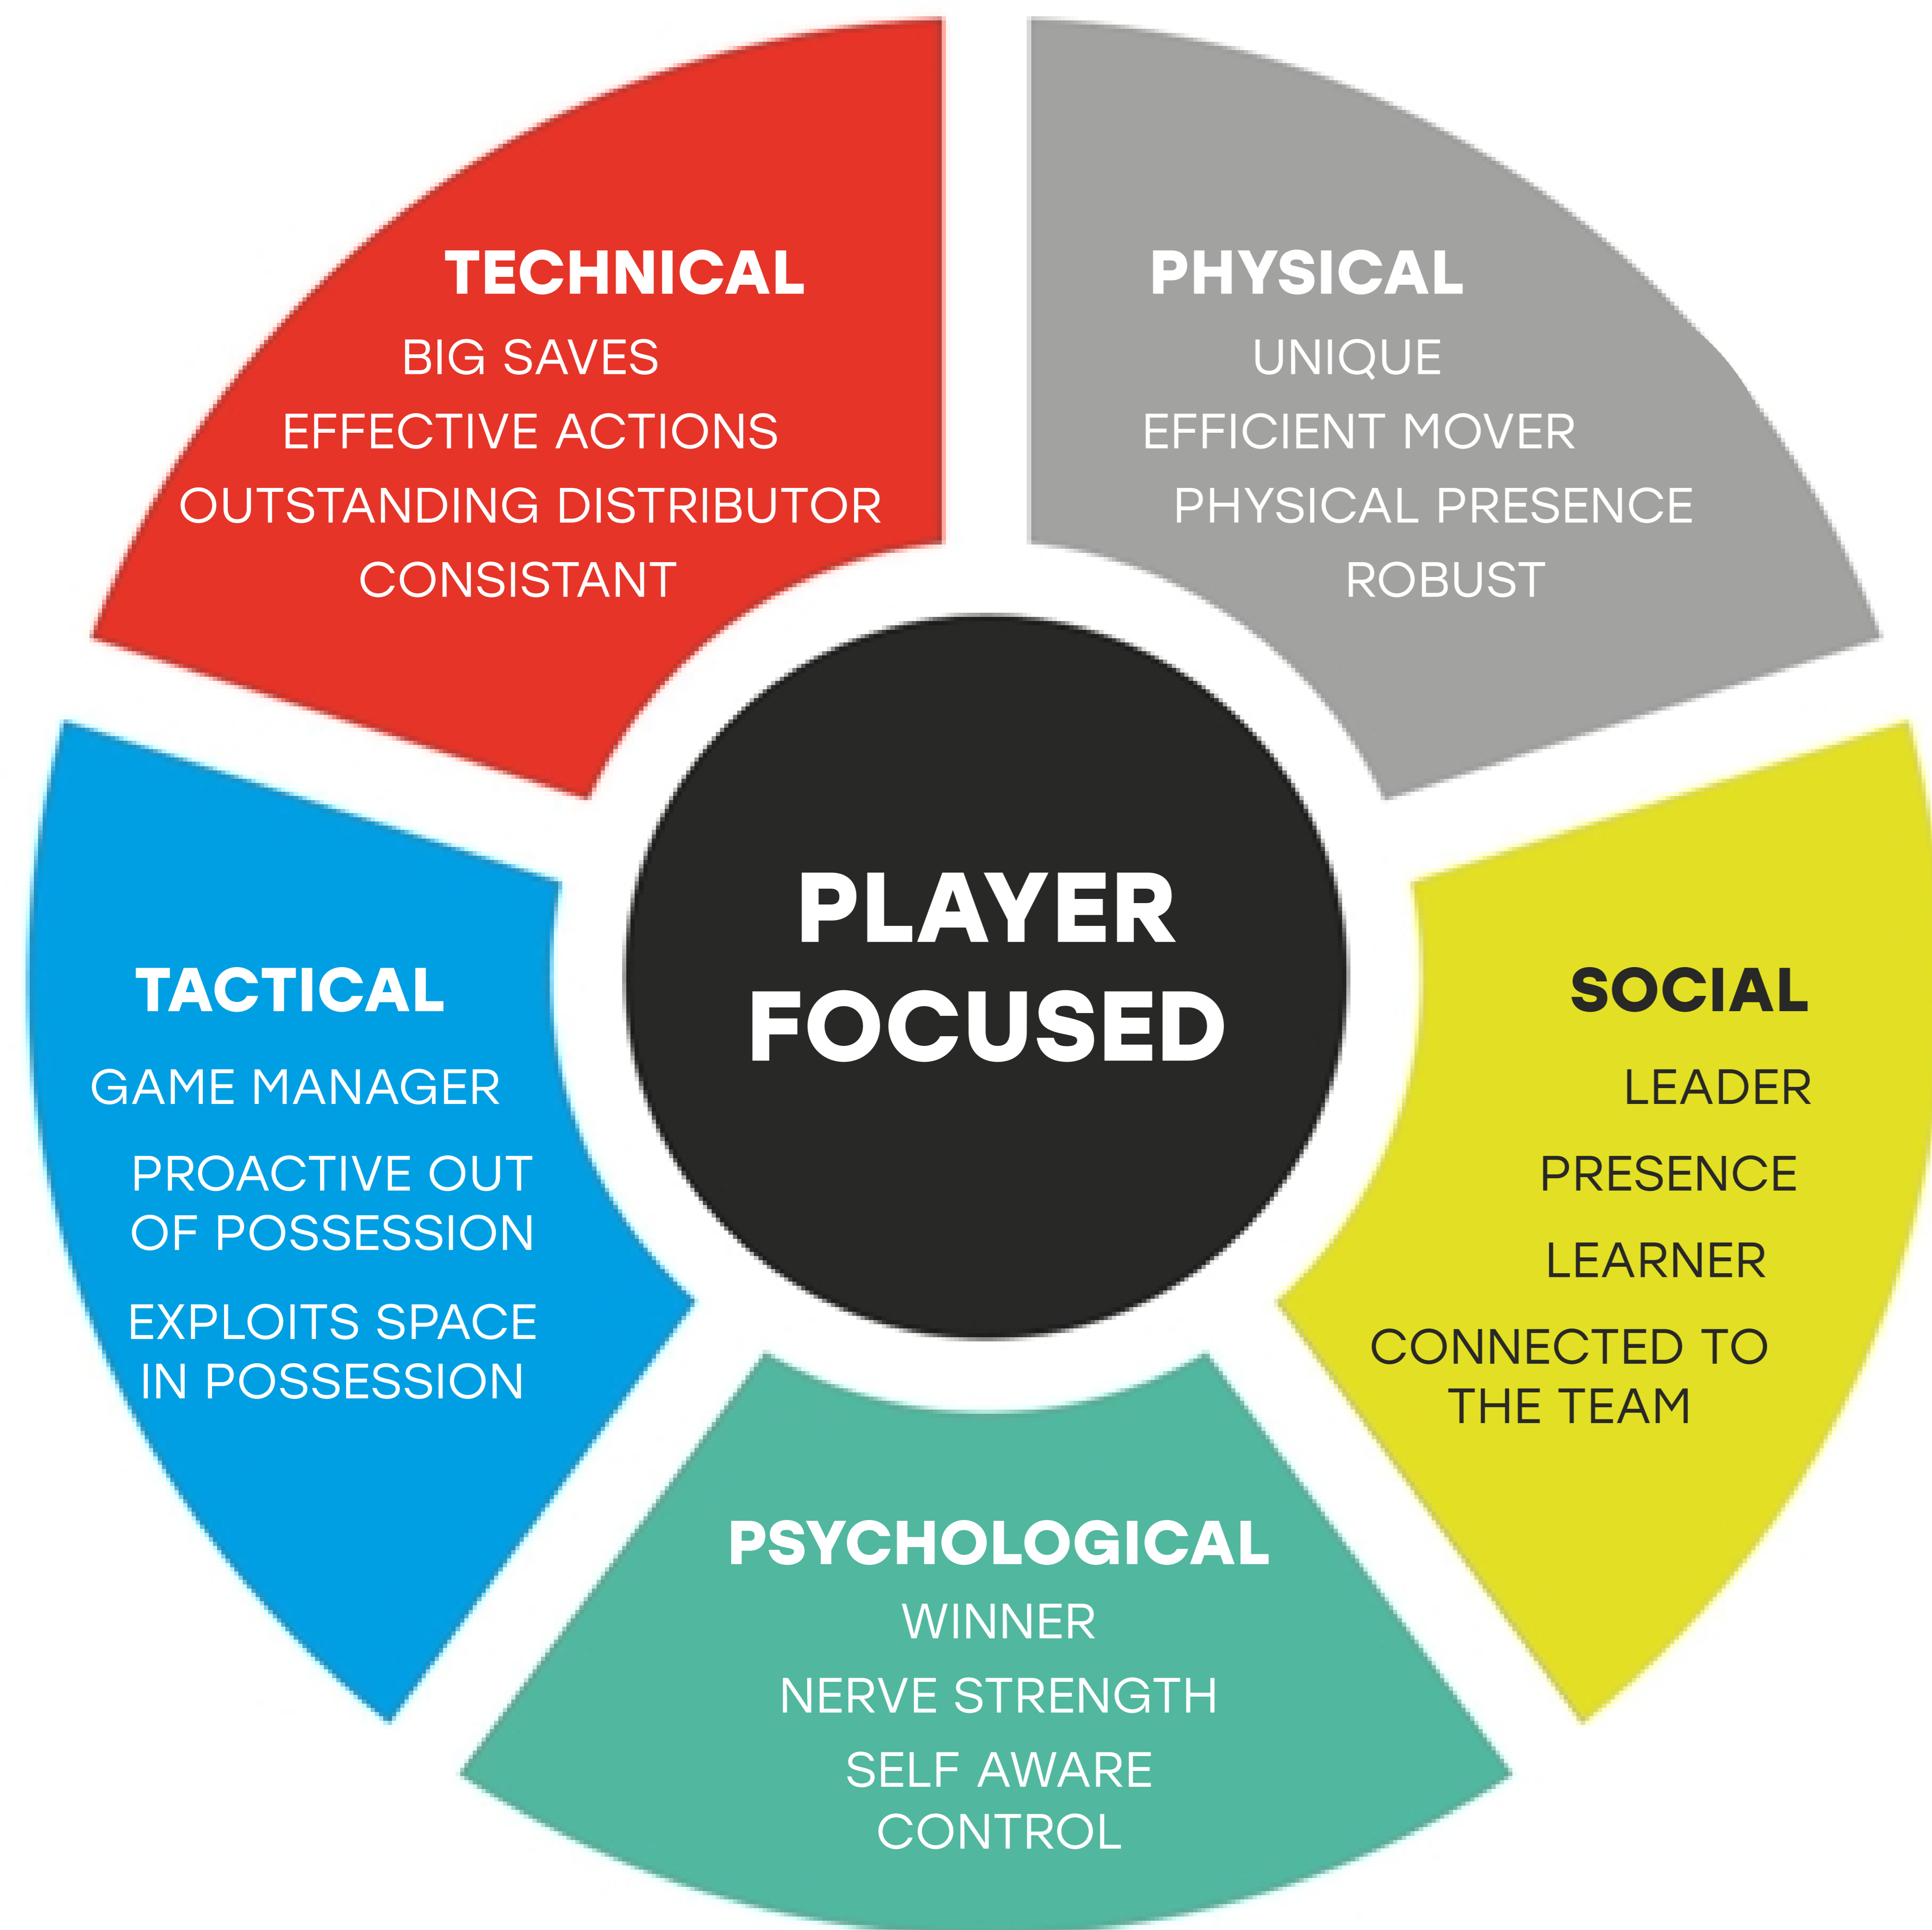 TECHNICAL
BIG SAVES
EFFECTIVE ACTIONS
OUTSTANDING DISTRIBUTOR
CONSISTANT
PHYSICAL
UNIQUE
EFFICIENT MOVER
PHYSICAL PRESENCE
ROBUST
PLAYER
FOCUSED
TACTICAL
GAME MANAGER
PROACTIVE OUT
OF POSSESSION
EXPLOITS SPACE
IN POSSESSION
SOCIAL
LEADER
PRESENCE
LEARNER
CONNECTED TO
THE TEAM
PSYCHOLOGICAL
WINNER
NERVE STRENGTH
SELF AWARE
CONTROL